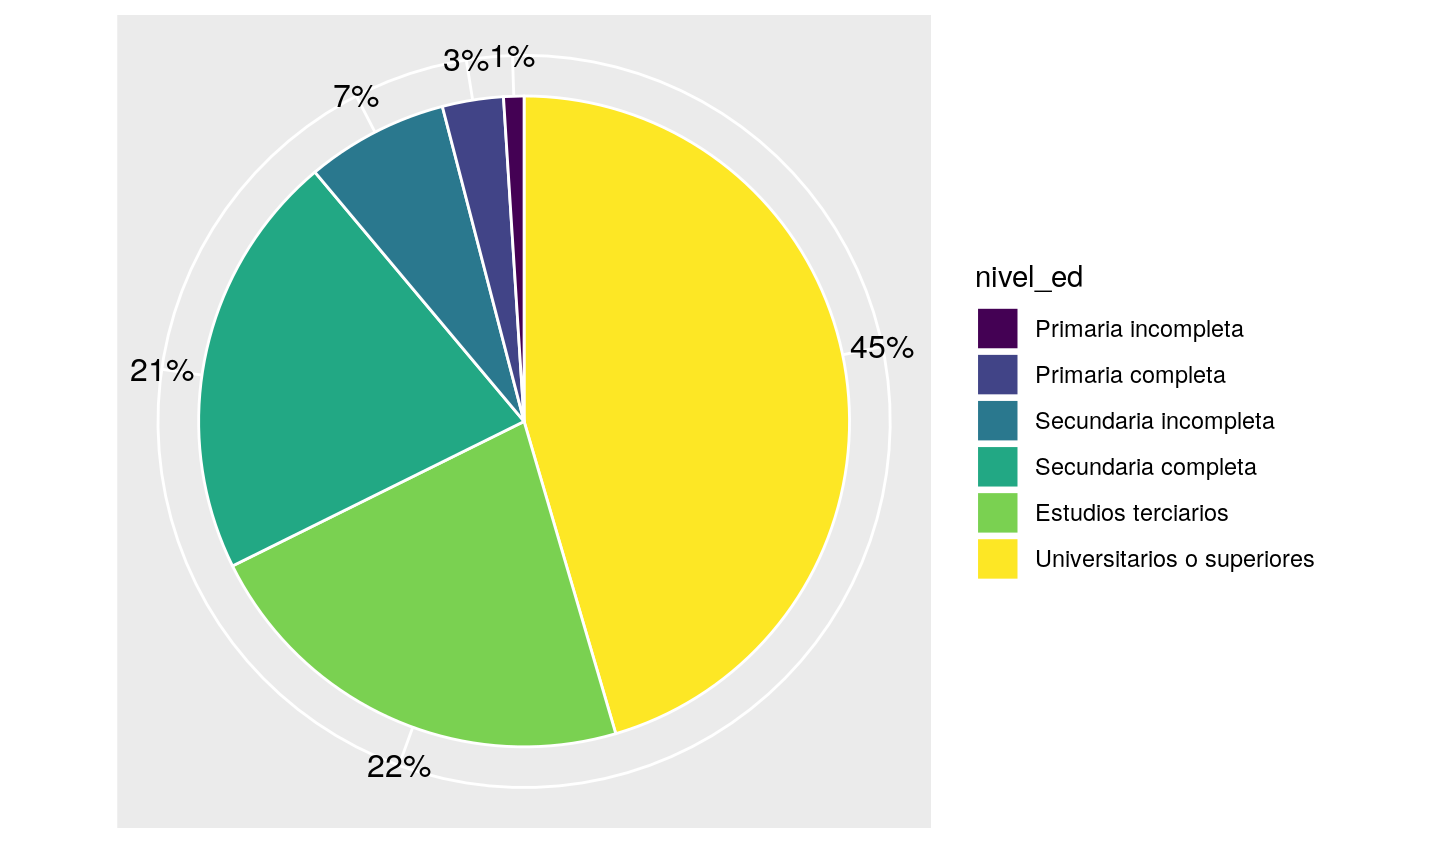 3%
1%
7%
45%
21%
22%
nivel_ed
Primaria incompleta
Primaria completa
Secundaria incompleta
Secundaria completa
Estudios terciarios
Universitarios o superiores